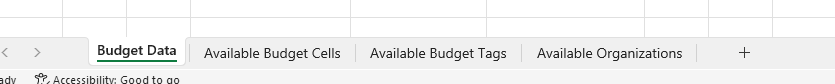 Budget Data Available Budget Cells Available Budget Tags Available Organizations
Accessibility: Good to go